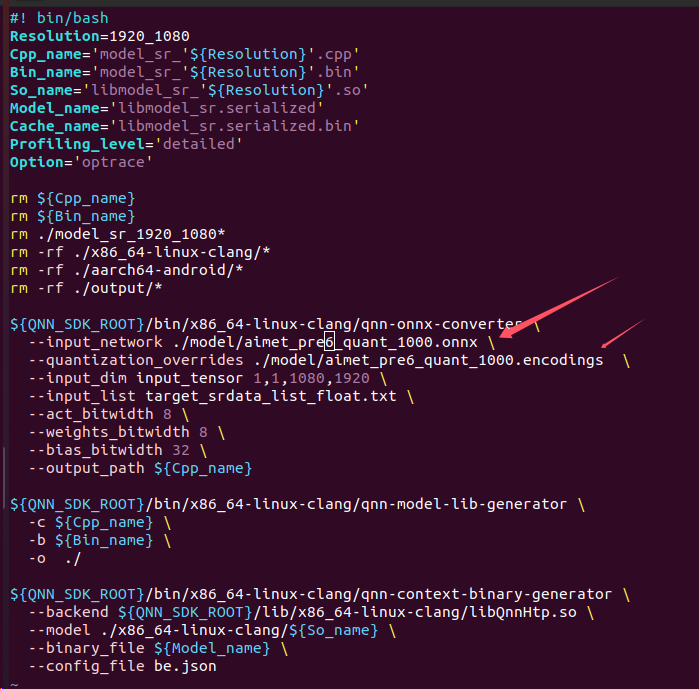 #! bin/bash
Resolution=1920_1080
Cpp_name='model_sr_'${Resolution}'.cpp'
Bin_name='model_sr_'${Resolution}'.bin'
So_name='libmodel_sr_'${Resolution}'.so'
Model_name='libmodel_sr.serialized'
Cache_name='libmodel_sr.serialized.bin'
Profiling_level='detailed'
Option='optrace'
rm ${Cpp_name}
rm ${Bin_name}
rm ./model_sr_1920_1080*
rm -rf ./x86_64-linux-clang/*
rm -rf ./aarch64-android/*
rm -rf ./output/*
${QNN_SDK_ROOT}/bin/x86_64-linux-clang/qnn-onnx-converter \
--input_network ./model/aimet_pre6_quant_1000.onnx \
--quantization_overrides ./model/aimet_pre6_quant_1000.encodings \
--input_dim input_tensor 1,1,1080,1920 \
--input_list target_srdata_list_float.txt \
--act_bitwidth 8 \
--weights_bitwidth 8 \
--bias_bitwidth 32 \
--output_path ${Cpp_name}
${QNN_SDK_ROOT}/bin/x86_64-linux-clang/qnn-model-lib-generator \
-c ${Cpp_name} \
-b ${Bin_name} \
-o ./
${QNN_SDK_ROOT}/bin/x86_64-linux-clang/qnn-context-binary-generator \
--backend ${QNN_SDK_ROOT}/lib/x86_64-linux-clang/libQnnHtp.so \
--model ./x86_64-linux-clang/${So_name} \
--binary_file ${Model_name} \
--config_file be.json
~